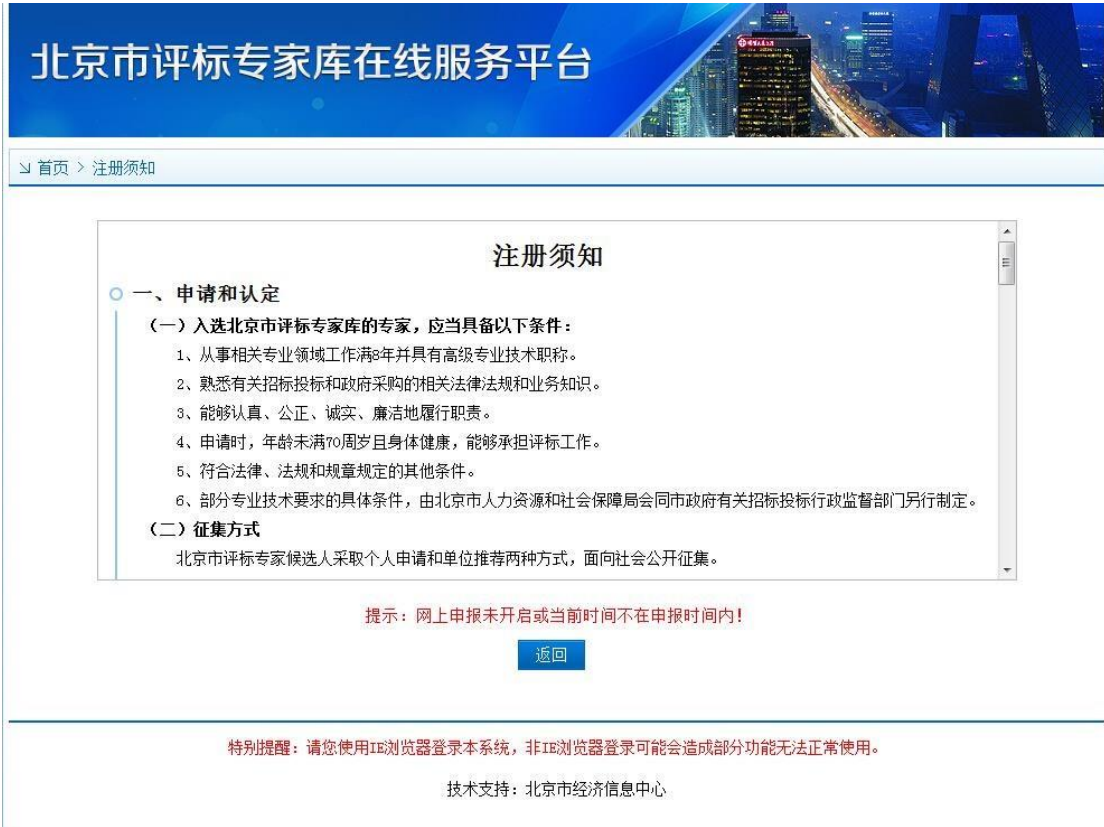 北京市评标专家库在线服务平台
首页 > 注册须知
注册须知
一、申请和认定
（一）入选北京市评标专家库的专家，应当具备以下条件：
1、从事相关专业领域工作满8年并具有高级专业技术职称。
2、熟悉有关招标投标和政府采购的相关法律法规和业务知识。
3、能够认真、公正、诚实、廉洁地履行职责。
4、申请时，年龄未满70周岁且身体健康，能够承担评标工作。
5、符合法律、法规和规章规定的其他条件。
6、部分专业技术要求的具体条件，由北京市人力资源和社会保障局会同市政府有关招标投标行政监督部门另行制定。
（二）征集方式
北京市评标专家候选人采取个人申请和单位推荐两种方式，面向社会公开征集。
提示：网上申报未开启或当前时间不在申报时间内！
返回
特别提醒：请您使用IE浏览器登录本系统，非IE浏览器登录可能会造成部分功能无法正常使用。
技术支持：北京市经济信息中心